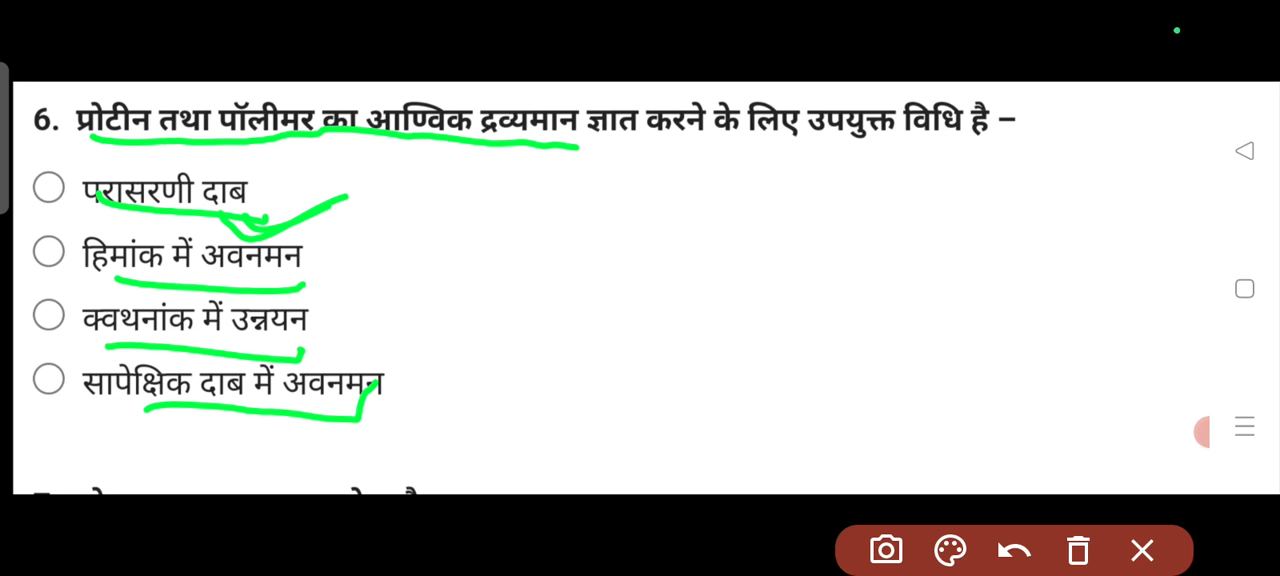 6. प्रोटीन तथा पॉलीमर का आण्विक द्रव्यमान ज्ञात करने के लिए उपयुक्त विधि है –
परासरणी दाब
हिमांक में अवनमन
क्वथनांक में उन्नयन
सापेक्षिक दाब में अवनमन